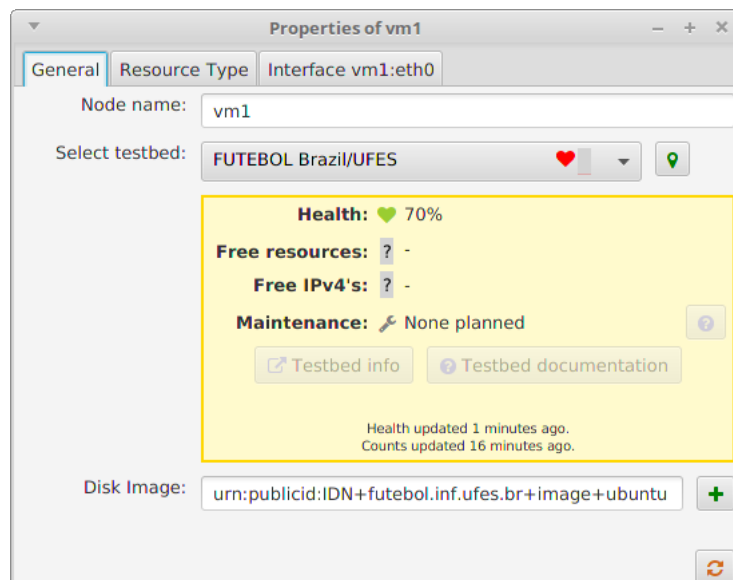 Properties of vm1
General Resource Type Interface vm1:eth0
Node name: vm1
Select testbed: FUTEBOL Brazil/UFES
Health: 70%
Free resources: ? -
Free IPv4's: ? -
Maintenance: None planned
Testbed info Testbed documentation
Health updated 1 minutes ago.
Counts updated 16 minutes ago.
Disk Image: urn:publicid:IDN+futebol.inf.ufes.br+image+ubuntu